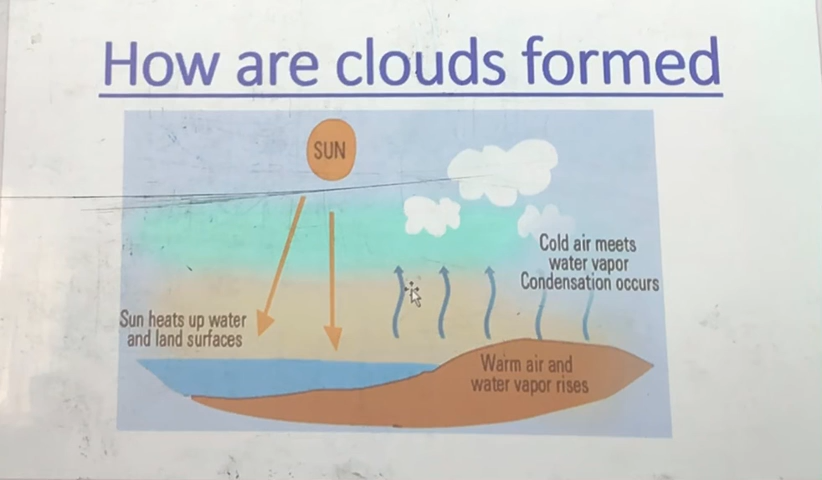 How are clouds formed
SUN
Cold air meets
water vapor
Condensation occurs
Sun heats up water
and land surfaces
Warm air and
water vapor rises